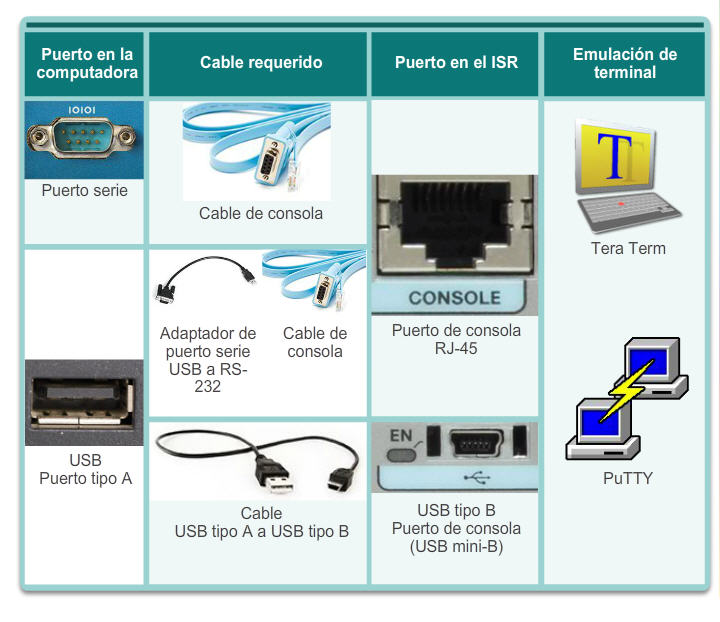 Puerto en la
computadora
Cable requerido
Puerto en el ISR
Emulación de
terminal
IOIOI
Puerto serie
Cable de consola
CONSOLE
Puerto de consola
RJ-45
T
T
Tera Term
Adaptador de
puerto serie
USB a RS-
232
Cable de
consola
USB
Puerto tipo A
Cable
USB tipo A a USB tipo B
EN
USB tipo B
Puerto de consola
(USB mini-B)
PuTTY